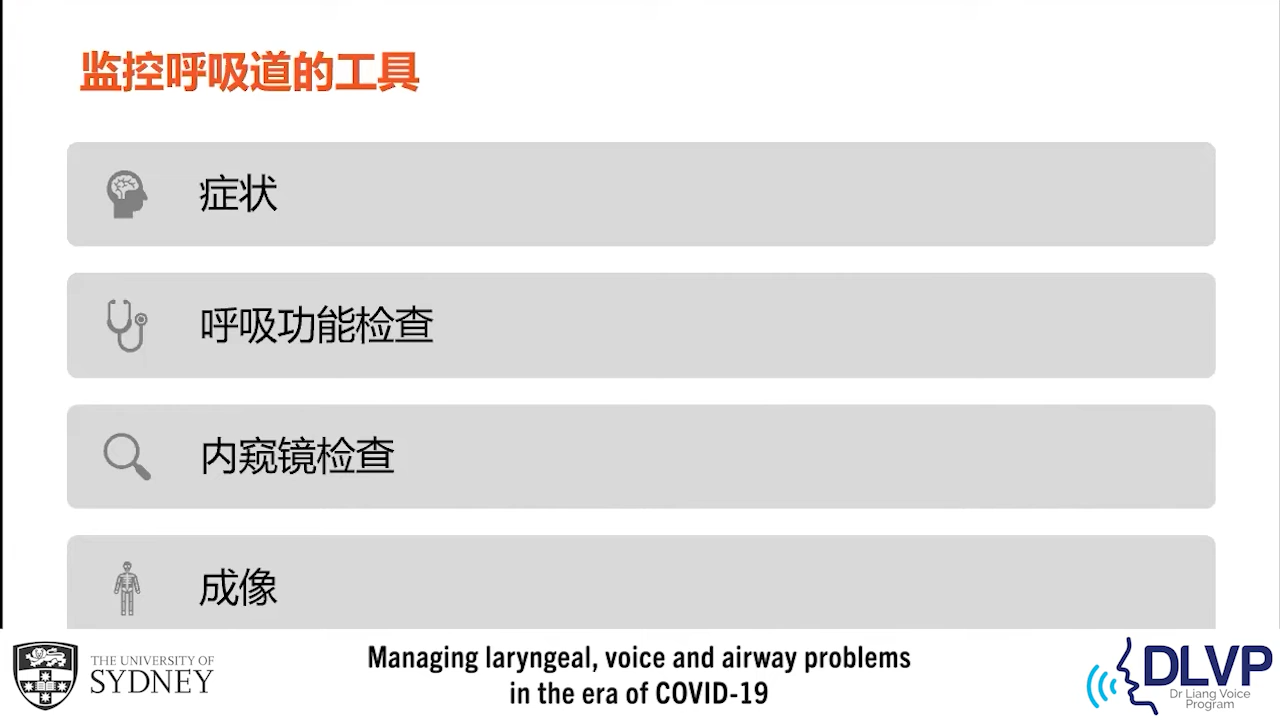 监控呼吸道的工具
症状
呼吸功能检查
内窥镜检查
成像
THE UNIVERSITY OF
SYDNEY
Managing laryngeal, voice and airway problems
in the era of COVID-19
DLVP
Dr Liang Voice
Program